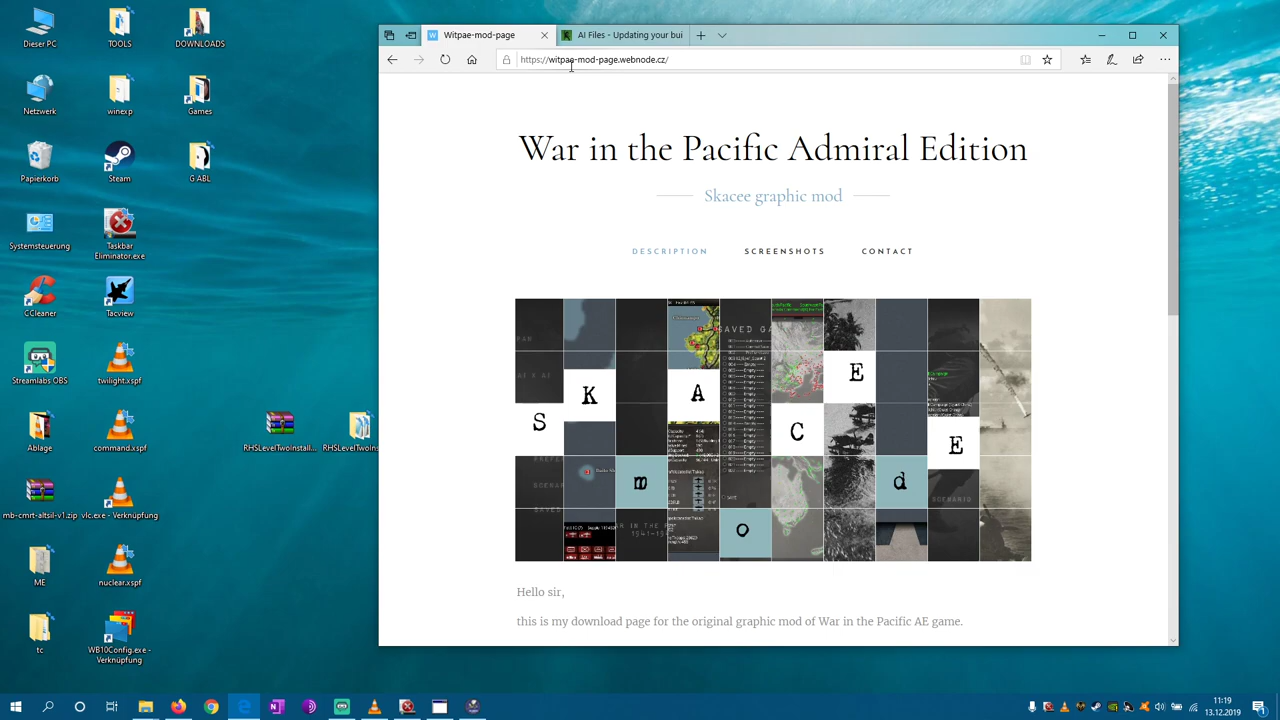 Dieser PC
TOOLS
DOWNLOADS
Netzwerk
winexp
Games
Papierkorb
Steam
G ABL
Systemsteuerung
Taskbar
Eliminator.exe
CCleaner
Tacview
Streamlabs OBS
twilight.xspf
command.xspf
RHSLevelTwoInstall...
RHSLevelTwoIns
mb-cmrt-altsil-v1.zip
vlc.exe - Verknüpfung
ME
nuclear.xspf
tc
WB10Config.exe -
Verknüpfung
Witpae-mod-page
AI Files - Updating your bui
https://witpae-mod-page.webnode.cz/
War in the Pacific Admiral Edition
Skacee graphic mod
DESCRIPTION
SCREENSHOTS
CONTACT
SAVED GA
S K A C E E
m o d
SCENARIO
Hello sir,
this is my download page for the original graphic mod of War in the Pacific AE game.
11:19
13.12.2019